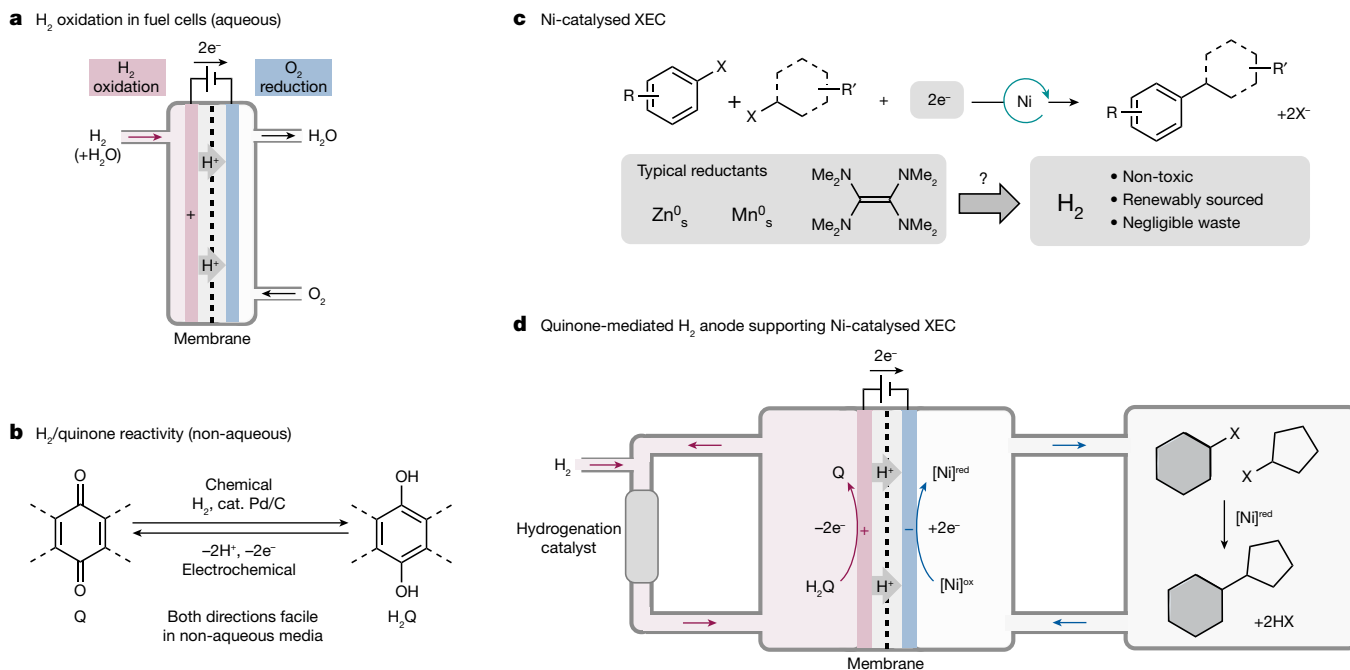 a H₂ oxidation in fuel cells (aqueous)
2e⁻
H₂
oxidation
O₂
reduction
H₂
(+H₂O)
H₂O
H⁺
+
H⁺
O₂
Membrane
b H₂/quinone reactivity (non-aqueous)
O
O
Q
Chemical
H₂, cat. Pd/C
–2H⁺, –2e⁻
Electrochemical
Both directions facile
in non-aqueous media
OH
OH
H₂Q
c Ni-catalysed XEC
R
X
+
X
R′
+
2e⁻
Ni
R
R′
+2X⁻
Typical reductants
Zn⁰ₛ
Mn⁰ₛ
Me₂N
NMe₂
Me₂N
NMe₂
?
H₂
• Non-toxic
• Renewably sourced
• Negligible waste
d Quinone-mediated H₂ anode supporting Ni-catalysed XEC
2e⁻
H₂
Hydrogenation
catalyst
Q
–2e⁻
H₂Q
+
H⁺
H⁺
–
[Ni]ʳᵉᵈ
+2e⁻
[Ni]ᵒˣ
Membrane
X
X
[Ni]ʳᵉᵈ
+2HX